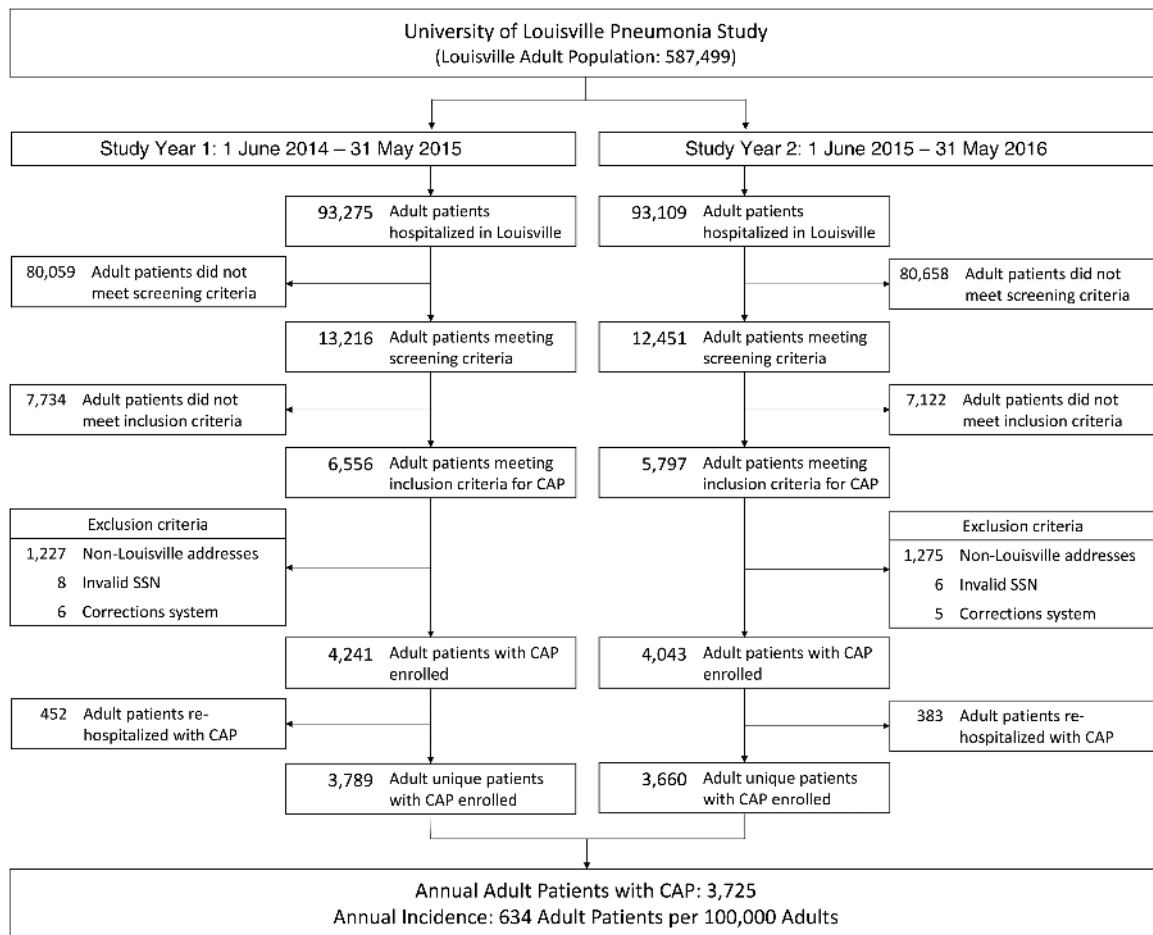 University of Louisville Pneumonia Study
(Louisville Adult Population: 587,499)
Study Year 1: 1 June 2014 – 31 May 2015
Study Year 2: 1 June 2015 – 31 May 2016
93,275 Adult patients
hospitalized in Louisville
93,109 Adult patients
hospitalized in Louisville
80,059 Adult patients did not
meet screening criteria
80,658 Adult patients did not
meet screening criteria
13,216 Adult patients meeting
screening criteria
12,451 Adult patients meeting
screening criteria
7,734 Adult patients did not
meet inclusion criteria
7,122 Adult patients did not
meet inclusion criteria
6,556 Adult patients meeting
inclusion criteria for CAP
5,797 Adult patients meeting
inclusion criteria for CAP
Exclusion criteria
1,227 Non-Louisville addresses
8 Invalid SSN
6 Corrections system
Exclusion criteria
1,275 Non-Louisville addresses
6 Invalid SSN
5 Corrections system
4,241 Adult patients with CAP
enrolled
4,043 Adult patients with CAP
enrolled
452 Adult patients re-
hospitalized with CAP
383 Adult patients re-
hospitalized with CAP
3,789 Adult unique patients
with CAP enrolled
3,660 Adult unique patients
with CAP enrolled
Annual Adult Patients with CAP: 3,725
Annual Incidence: 634 Adult Patients per 100,000 Adults